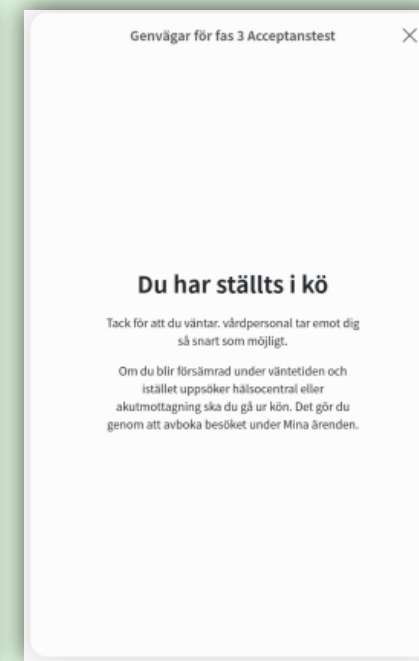 Genvägar för fas 3 Acceptanstest
Du har ställts i kö
Tack för att du väntar. vårdpersonal tar emot dig
så snart som möjligt.
Om du blir försämrad under väntetiden och
istället uppsöker hälsocentral eller
akutmottagning ska du gå ur kön. Det gör du
genom att avboka besöket under Mina ärenden.